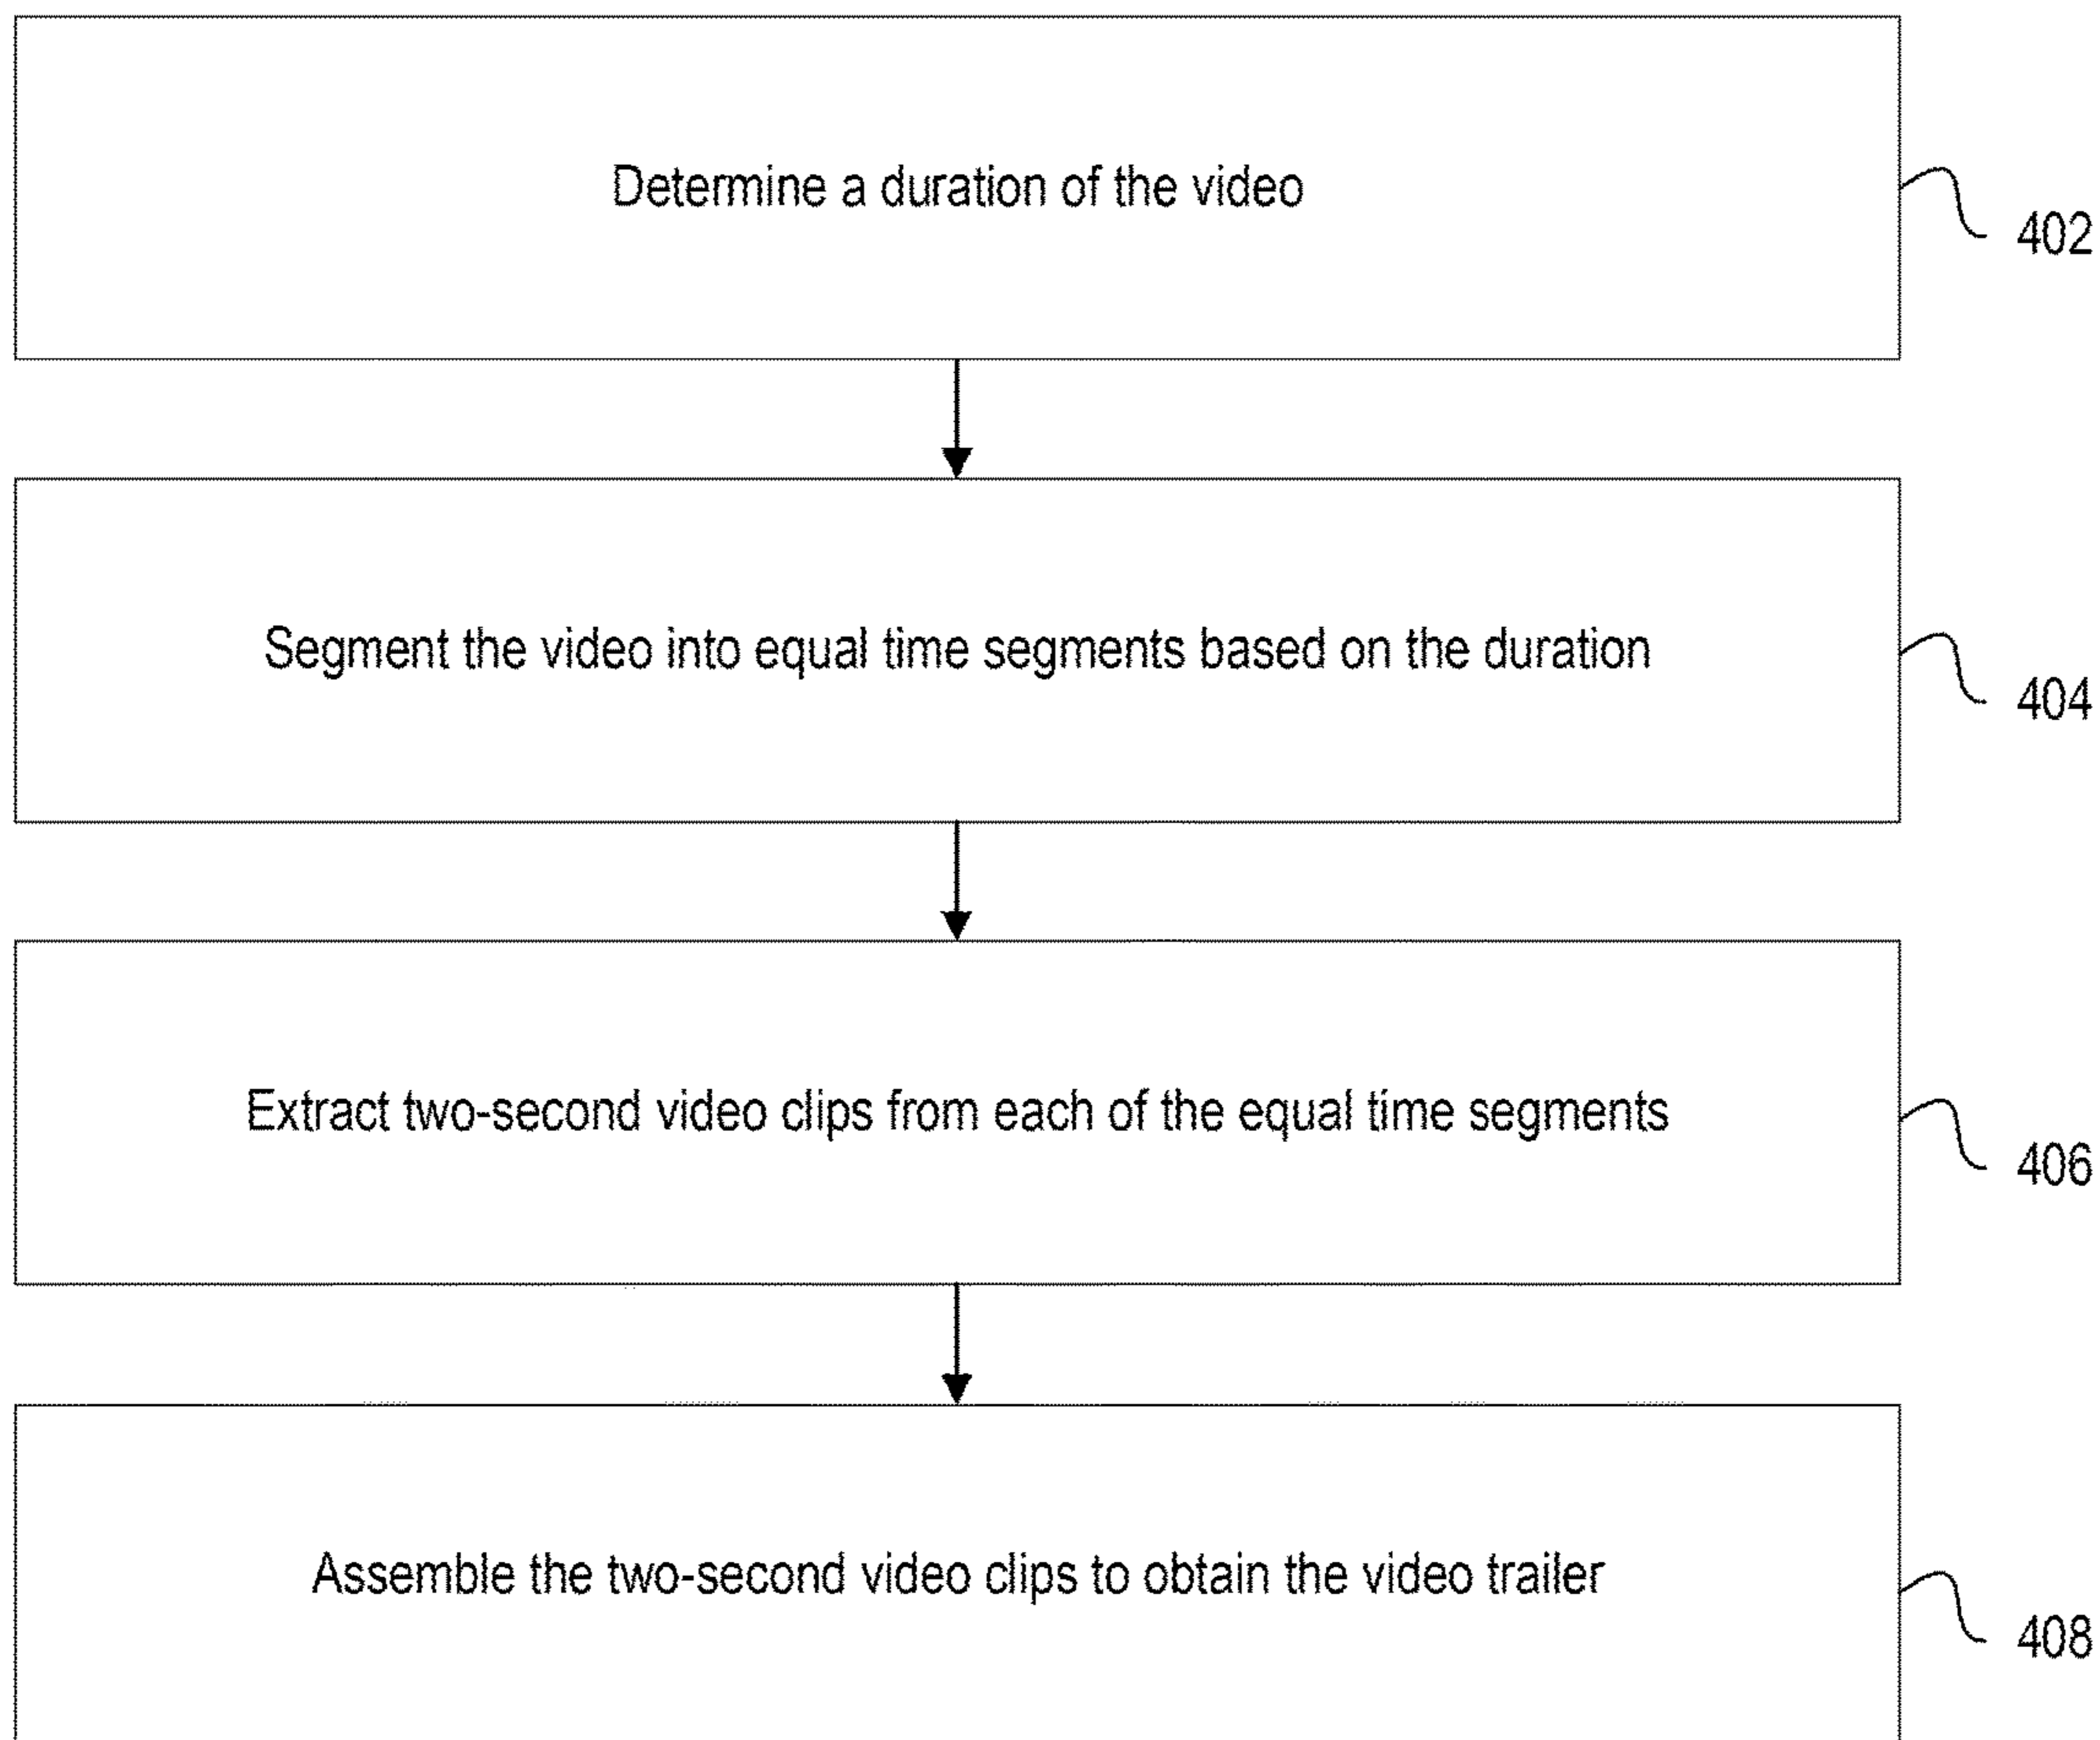 Determine a duration of the video
402
Segment the video into equal time segments based on the duration
404
Extract two-second video clips from each of the equal time segments
406
Assemble the two-second video clips to obtain the video trailer
408